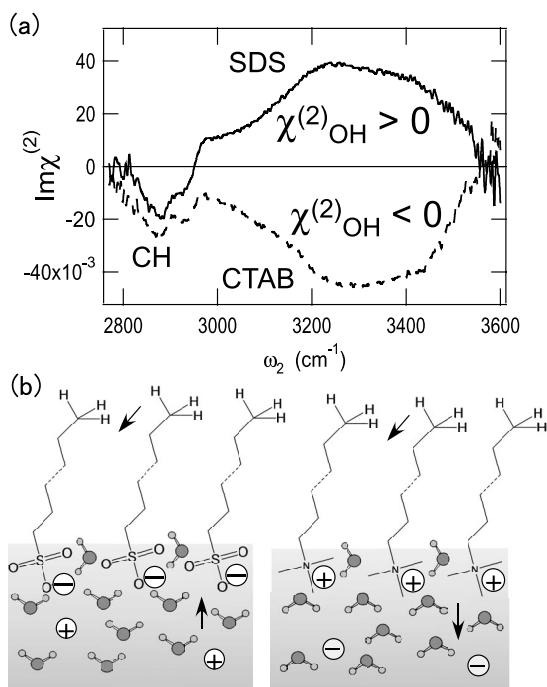 (a)
SDS
χ(2)OH > 0
χ(2)OH < 0
CH
CTAB
Imχ(2)
40
20
0
-20
-40x10-3
2800
3000
3200
3400
3600
ω2 (cm-1)
(b)
H H H
H H H
H H H
H H H
H H H
H H H
O S O O −
O S O O −
O S O O −
+
+
N +
N +
N +
−
−